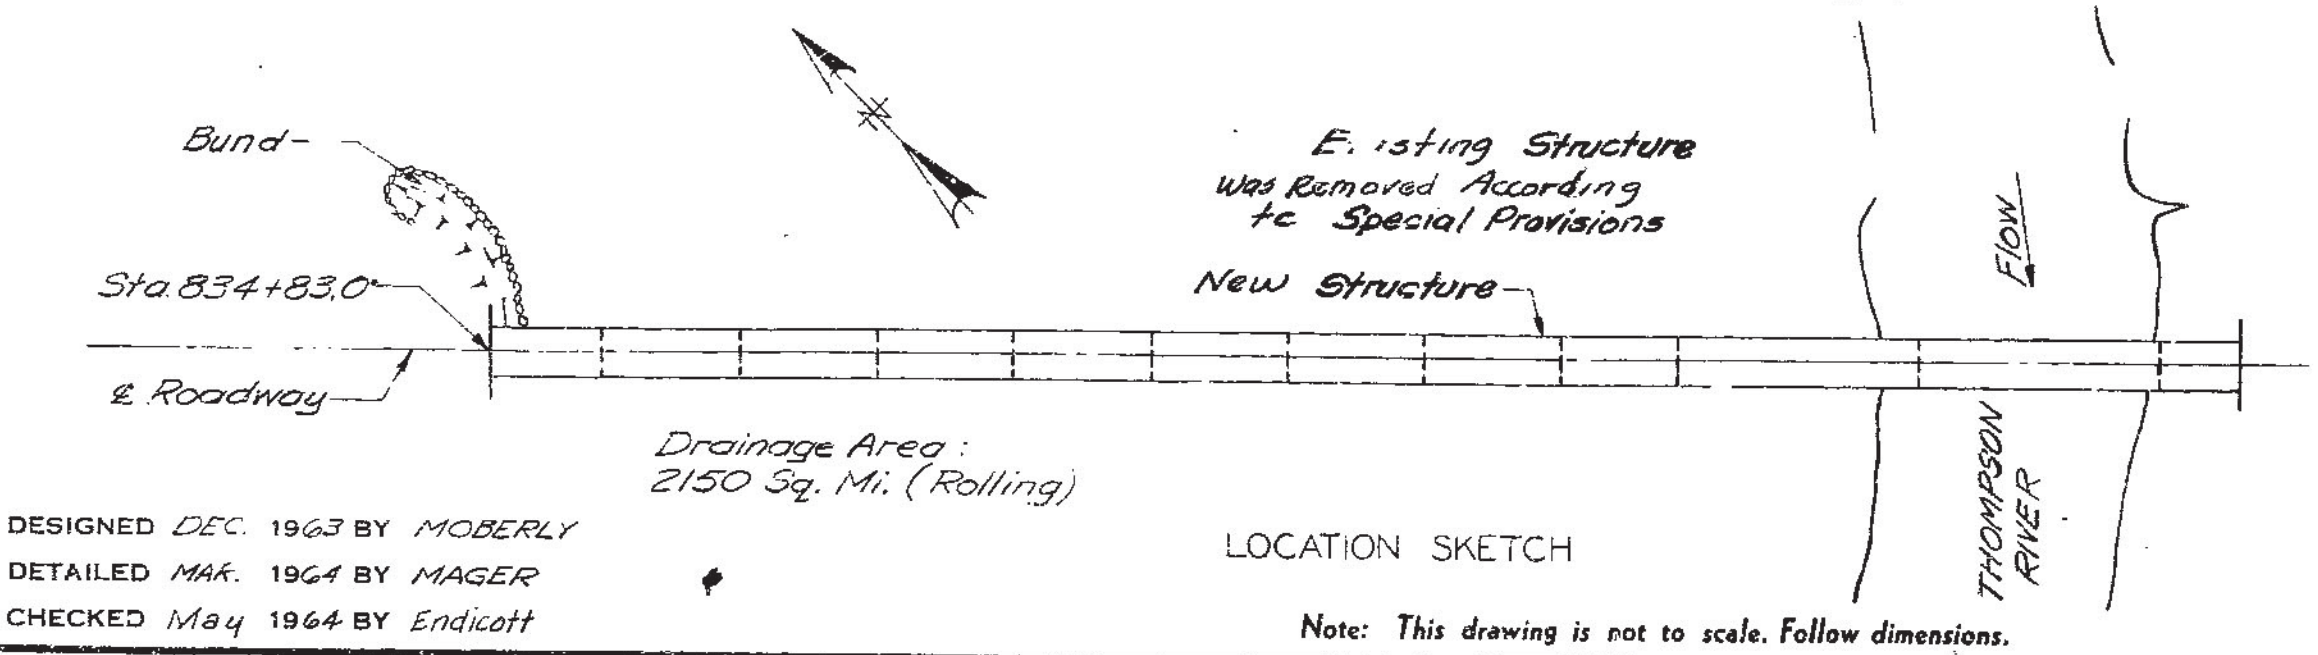 Bund-
N
Existing Structure
Was Removed According
to Special Provisions
FLOW
Sta. 834+83.0
New Structure
℄ Roadway
Drainage Area :
2150 Sq. Mi. (Rolling)
THOMPSON
RIVER
DESIGNED DEC. 1963 BY MOBERLY
DETAILED MAR. 1964 BY MAGER
CHECKED May 1964 BY Endicott
LOCATION SKETCH
Note: This drawing is not to scale. Follow dimensions.